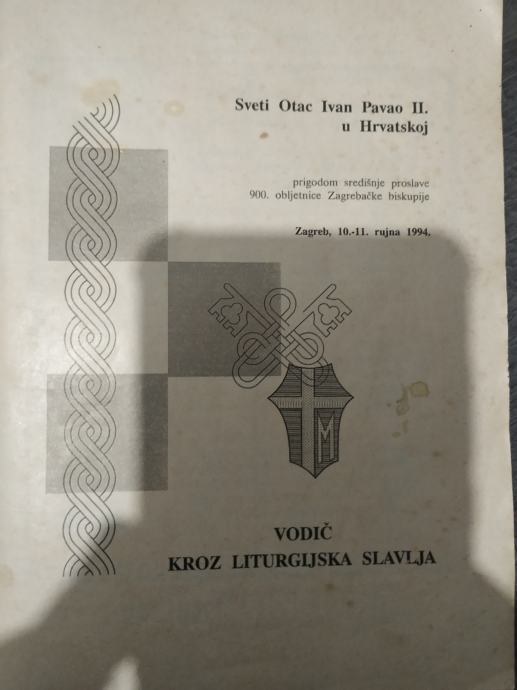 Sveti Otac Ivan Pavao II.
u Hrvatskoj
prigodom središnje proslave
900. obljetnice Zagrebačke biskupije
Zagreb, 10.-11. rujna 1994.
M
VODIČ
KROZ LITURGIJSKA SLAVLJA